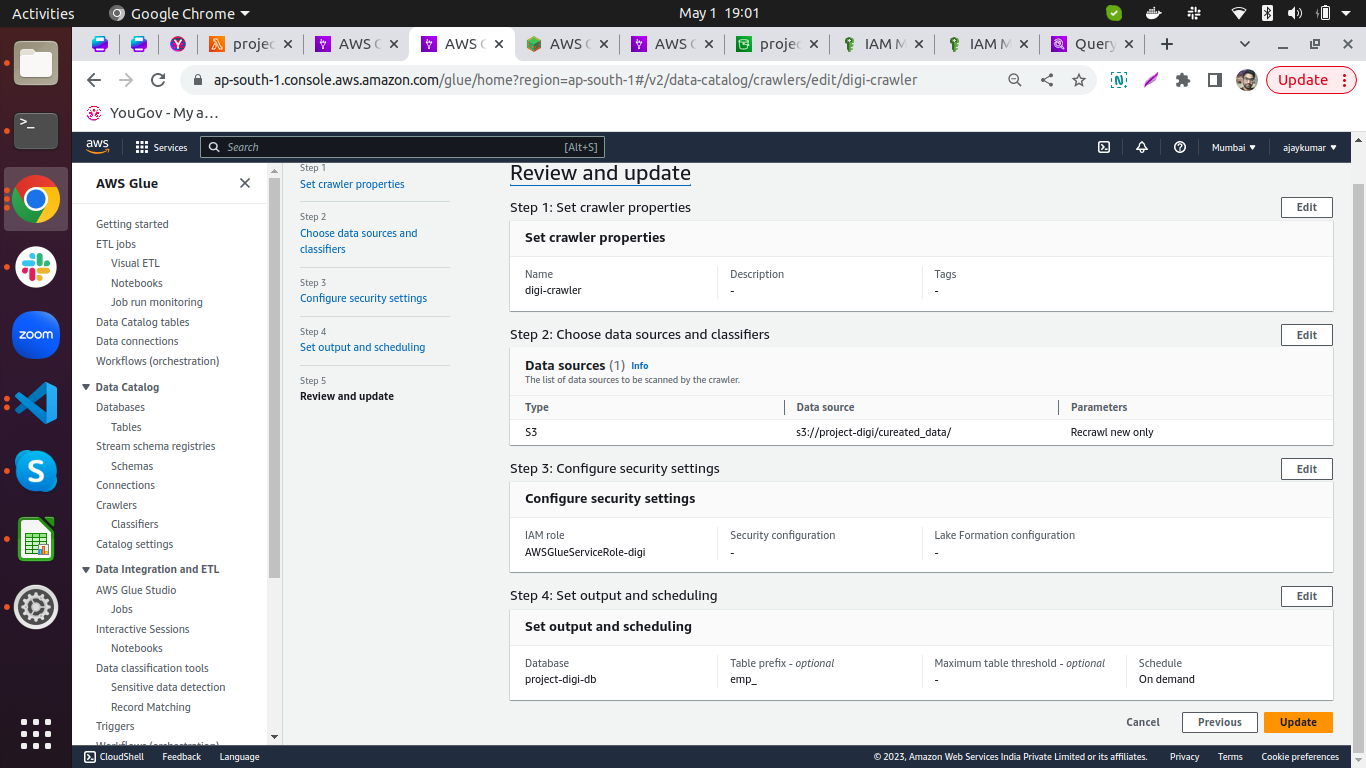 Activities
Google Chrome
May 1 19:01
projec
AWS G
AWS G
AWS G
AWS G
projec
IAM M
IAM M
Query
ap-south-1.console.aws.amazon.com/glue/home?region=ap-south-1#/v2/data-catalog/crawlers/edit/digi-crawler
Update
YouGov - My a…
aws
Services
Search
[Alt+S]
Mumbai
ajaykumar
AWS Glue
Getting started
ETL jobs
Visual ETL
Notebooks
Job run monitoring
Data Catalog tables
Data connections
Workflows (orchestration)
Data Catalog
Databases
Tables
Stream schema registries
Schemas
Connections
Crawlers
Classifiers
Catalog settings
Data Integration and ETL
AWS Glue Studio
Jobs
Interactive Sessions
Notebooks
Data classification tools
Sensitive data detection
Record Matching
Triggers
Workflows (orchestration)
Step 1
Set crawler properties
Step 2
Choose data sources and
classifiers
Step 3
Configure security settings
Step 4
Set output and scheduling
Step 5
Review and update
Review and update
Step 1: Set crawler properties
Edit
Set crawler properties
Name
Description
Tags
digi-crawler
-
-
Step 2: Choose data sources and classifiers
Edit
Data sources (1) Info
The list of data sources to be scanned by the crawler.
Type
Data source
Parameters
S3
s3://project-digi/cureated_data/
Recrawl new only
Step 3: Configure security settings
Edit
Configure security settings
IAM role
Security configuration
Lake Formation configuration
AWSGlueServiceRole-digi
-
-
Step 4: Set output and scheduling
Edit
Set output and scheduling
Database
Table prefix - optional
Maximum table threshold - optional
Schedule
project-digi-db
emp_
-
On demand
Cancel
Previous
Update
zoom
CloudShell
Feedback
Language
© 2023, Amazon Web Services India Private Limited or its affiliates.
Privacy
Terms
Cookie preferences